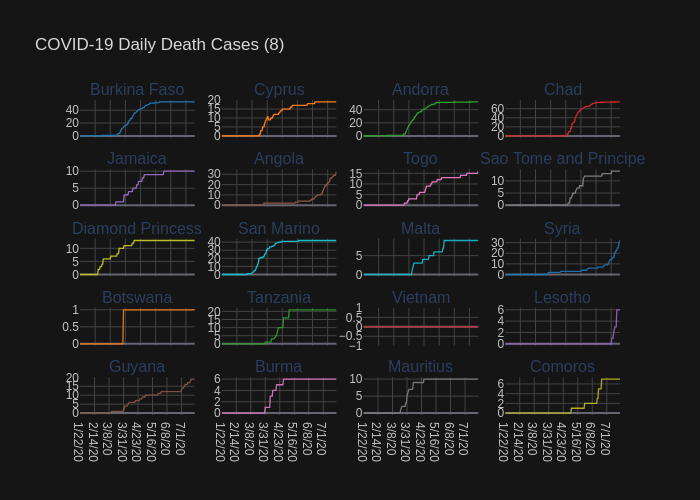 COVID-19 Daily Death Cases (8)
Burkina Faso Cyprus Andorra Chad
40 20 0
20 15 10 5 0
40 20 0
60 40 20 0
Jamaica Angola Togo Sao Tome and Principe
10 5 0
30 20 10 0
15 10 5 0
10 5 0
Diamond Princess San Marino Malta Syria
10 5 0
40 30 20 10 0
5 0
30 20 10 0
Botswana Tanzania Vietnam Lesotho
1 0.5 0
20 15 10 5 0
1 0.5 0 −0.5 −1
6 4 2 0
Guyana Burma Mauritius Comoros
20 15 10 5 0
6 4 2 0
10 5 0
6 4 2 0
1/22/20 2/14/20 3/8/20 3/31/20 4/23/20 5/16/20 6/8/20 7/1/20
1/22/20 2/14/20 3/8/20 3/31/20 4/23/20 5/16/20 6/8/20 7/1/20
1/22/20 2/14/20 3/8/20 3/31/20 4/23/20 5/16/20 6/8/20 7/1/20
1/22/20 2/14/20 3/8/20 3/31/20 4/23/20 5/16/20 6/8/20 7/1/20